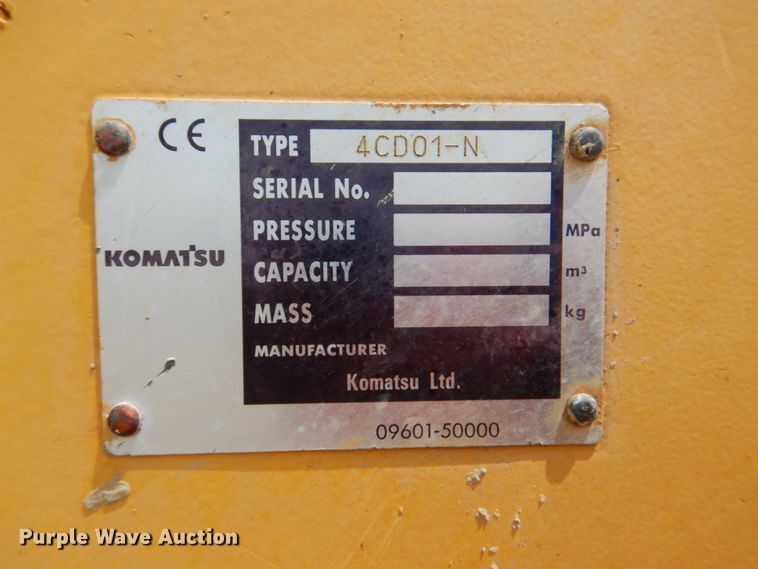 CE
TYPE 4CD01-N
SERIAL No.
PRESSURE MPa
KOMATSU
CAPACITY m³
MASS kg
MANUFACTURER
Komatsu Ltd.
09601-50000
Purple Wave Auction